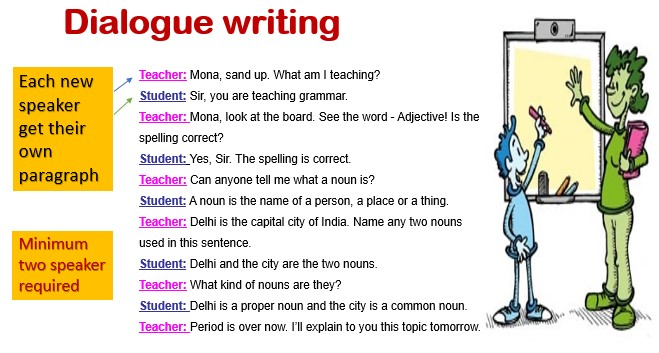 Dialogue writing
Each new
speaker
get their
own
paragraph
Minimum
two speaker
required
Teacher: Mona, sand up. What am I teaching?
Student: Sir, you are teaching grammar.
Teacher: Mona, look at the board. See the word - Adjective! Is the
spelling correct?
Student: Yes, Sir. The spelling is correct.
Teacher: Can anyone tell me what a noun is?
Student: A noun is the name of a person, a place or a thing.
Teacher: Delhi is the capital city of India. Name any two nouns
used in this sentence.
Student: Delhi and the city are the two nouns.
Teacher: What kind of nouns are they?
Student: Delhi is a proper noun and the city is a common noun.
Teacher: Period is over now. I'll explain to you this topic tomorrow.